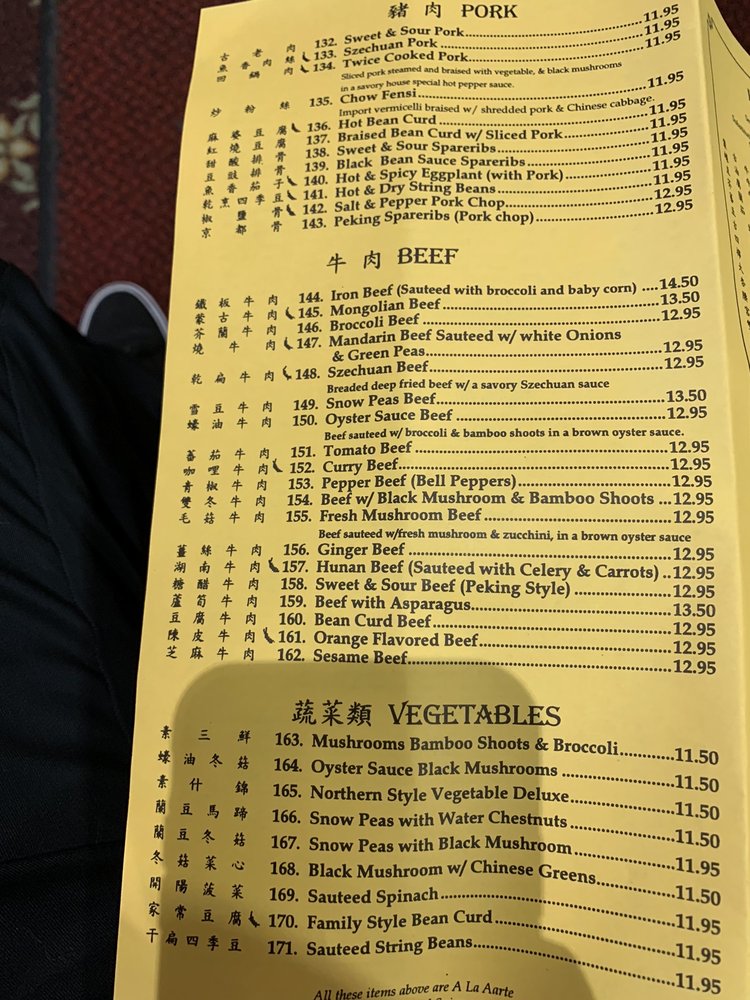 豬肉 PORK
古老肉 132. Sweet & Sour Pork 11.95
魚香肉絲 133. Szechuan Pork 11.95
回鍋肉 134. Twice Cooked Pork 11.95
Sliced pork steamed and braised with vegetable, & black mushrooms
in a savory house special hot pepper sauce.
炒粉絲 135. Chow Fensi 11.95
Import vermicelli braised w/ shredded pork & Chinese cabbage.
麻婆豆腐 136. Hot Bean Curd 11.95
紅燒豆腐 137. Braised Bean Curd w/ Sliced Pork 11.95
甜酸排骨 138. Sweet & Sour Spareribs 11.95
豆豉排骨 139. Black Bean Sauce Spareribs 11.95
魚香茄子 140. Hot & Spicy Eggplant (with Pork) 11.95
乾烹四季豆 141. Hot & Dry String Beans 11.95
椒鹽骨 142. Salt & Pepper Pork Chop 12.95
京都骨 143. Peking Spareribs (Pork chop) 12.95
牛肉 BEEF
鐵板牛肉 144. Iron Beef (Sauteed with broccoli and baby corn) 14.50
蒙古牛肉 145. Mongolian Beef 13.50
芥蘭牛肉 146. Broccoli Beef 12.95
燒牛肉 147. Mandarin Beef Sauteed w/ white Onions
& Green Peas 12.95
乾扁牛肉 148. Szechuan Beef 12.95
Breaded deep fried beef w/ a savory Szechuan sauce
雪豆牛肉 149. Snow Peas Beef 13.50
蠔油牛肉 150. Oyster Sauce Beef 12.95
Beef sauteed w/ broccoli & bamboo shoots in a brown oyster sauce.
蕃茄牛肉 151. Tomato Beef 12.95
咖哩牛肉 152. Curry Beef 12.95
青椒牛肉 153. Pepper Beef (Bell Peppers) 12.95
雙冬牛肉 154. Beef w/ Black Mushroom & Bamboo Shoots 12.95
毛菇牛肉 155. Fresh Mushroom Beef 12.95
Beef sauteed w/fresh mushroom & zucchini, in a brown oyster sauce
薑絲牛肉 156. Ginger Beef 12.95
湖南牛肉 157. Hunan Beef (Sauteed with Celery & Carrots) 12.95
糖醋牛肉 158. Sweet & Sour Beef (Peking Style) 12.95
蘆筍牛肉 159. Beef with Asparagus 13.50
豆腐牛肉 160. Bean Curd Beef 12.95
陳皮牛肉 161. Orange Flavored Beef 12.95
芝麻牛肉 162. Sesame Beef 12.95
蔬菜類 VEGETABLES
素三鮮 163. Mushrooms Bamboo Shoots & Broccoli 11.50
蠔油冬菇 164. Oyster Sauce Black Mushrooms 11.50
素什錦 165. Northern Style Vegetable Deluxe 11.50
蘭豆馬蹄 166. Snow Peas with Water Chestnuts 11.50
蘭豆冬菇 167. Snow Peas with Black Mushroom 11.95
冬菇菜心 168. Black Mushroom w/ Chinese Greens 11.50
開陽菠菜 169. Sauteed Spinach 11.95
家常豆腐 170. Family Style Bean Curd 11.95
干扁四季豆 171. Sauteed String Beans 11.95
All these items above are A La Aarte